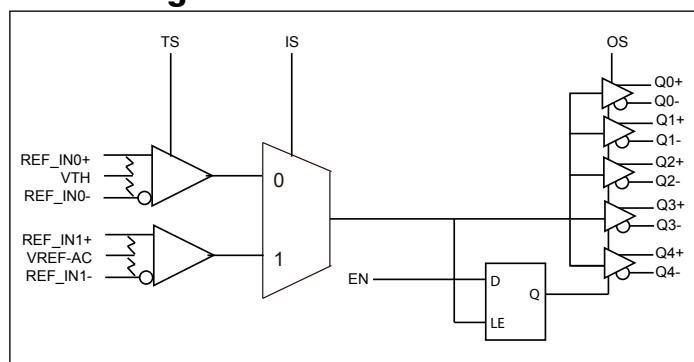 TS IS OS
Q0+
Q0-
Q1+
Q1-
REF_IN0+
VTH
REF_IN0-
0
Q2+
Q2-
Q3+
Q3-
REF_IN1+
VREF-AC
REF_IN1-
1
Q4+
Q4-
EN
D
Q
LE